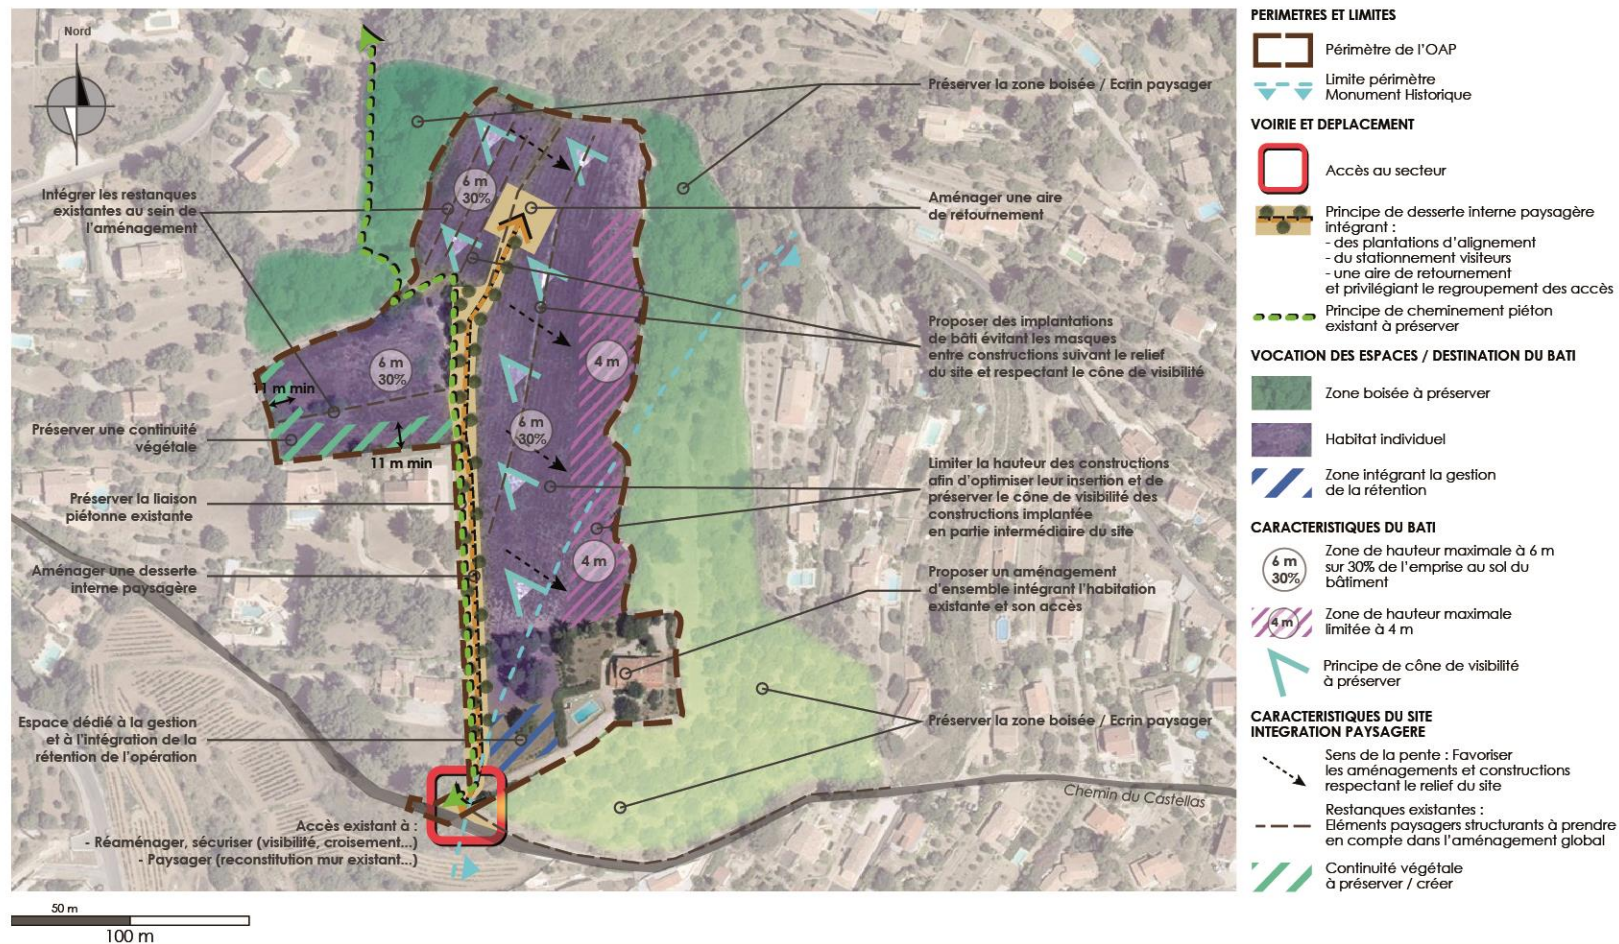 Nord
Préserver la zone boisée / Ecrin paysager
Intégrer les restanques
existantes au sein de
l'aménagement
6 m
30%
Aménager une aire
de retournement
Proposer des implantations
de bâti évitant les masques
entre constructions suivant le relief
du site et respectant le cône de visibilité
6 m
30%
4 m
11 m min
Préserver une continuité
végétale
11 m min
6 m
30%
Limiter la hauteur des constructions
afin d'optimiser leur insertion et de
préserver le cône de visibilité des
constructions implantée
en partie intermédiaire du site
Préserver la liaison
piétonne existante
4 m
Aménager une desserte
interne paysagère
Proposer un aménagement
d'ensemble intégrant l'habitation
existante et son accès
Espace dédié à la gestion
et à l'intégration de la
rétention de l'opération
Préserver la zone boisée / Ecrin paysager
Chemin du Castellas
Accès existant à :
- Réaménager, sécuriser (visibilité, croisement...)
- Paysager (reconstitution mur existant...)
50 m
100 m
PERIMETRES ET LIMITES
Périmètre de l'OAP
Limite périmètre
Monument Historique
VOIRIE ET DEPLACEMENT
Accès au secteur
Principe de desserte interne paysagère
intégrant :
- des plantations d'alignement
- du stationnement visiteurs
- une aire de retournement
et privilégiant le regroupement des accès
Principe de cheminement piéton
existant à préserver
VOCATION DES ESPACES / DESTINATION DU BATI
Zone boisée à préserver
Habitat individuel
Zone intégrant la gestion
de la rétention
CARACTERISTIQUES DU BATI
6 m
30%
Zone de hauteur maximale à 6 m
sur 30% de l'emprise au sol du
bâtiment
4 m
Zone de hauteur maximale
limitée à 4 m
Principe de cône de visibilité
à préserver
CARACTERISTIQUES DU SITE
INTEGRATION PAYSAGERE
Sens de la pente : Favoriser
les aménagements et constructions
respectant le relief du site
Restanques existantes :
Eléments paysagers structurants à prendre
en compte dans l'aménagement global
Continuité végétale
à préserver / créer